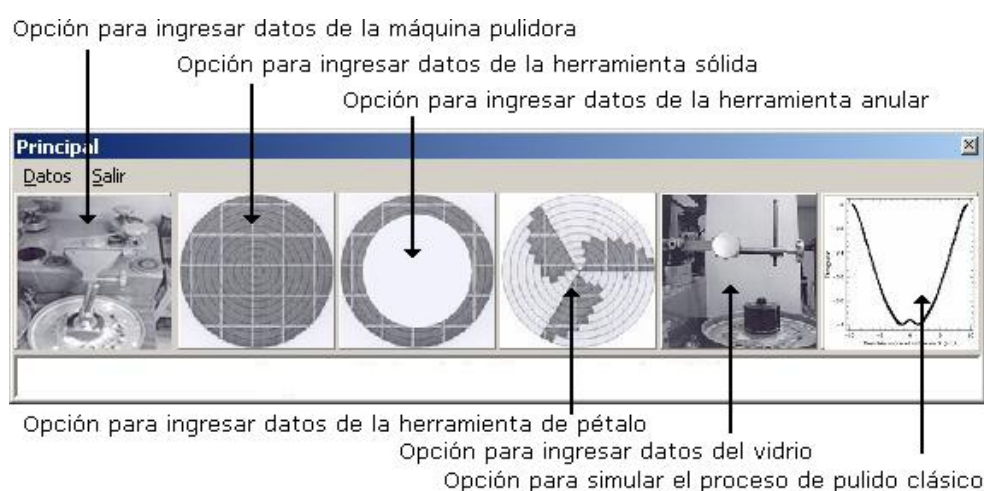 Opción para ingresar datos de la máquina pulidora
Opción para ingresar datos de la herramienta sólida
Opción para ingresar datos de la herramienta anular
Principal
Datos Salir
Opción para ingresar datos de la herramienta de pétalo
Opción para ingresar datos del vidrio
Opción para simular el proceso de pulido clásico